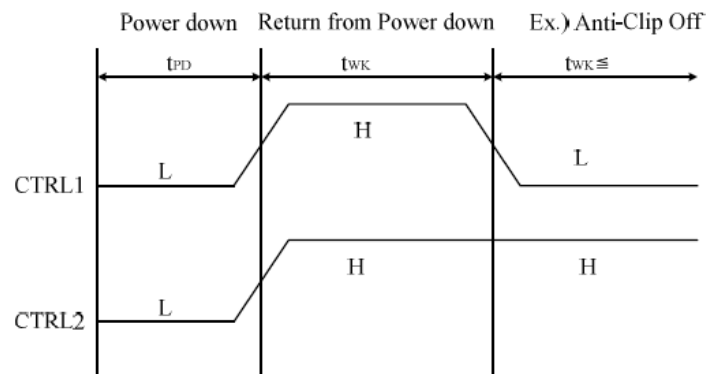 Power down Return from Power down Ex.) Anti-Clip Off
tPD tWK tWK≦
H
CTRL1 L L
H H
CTRL2 L